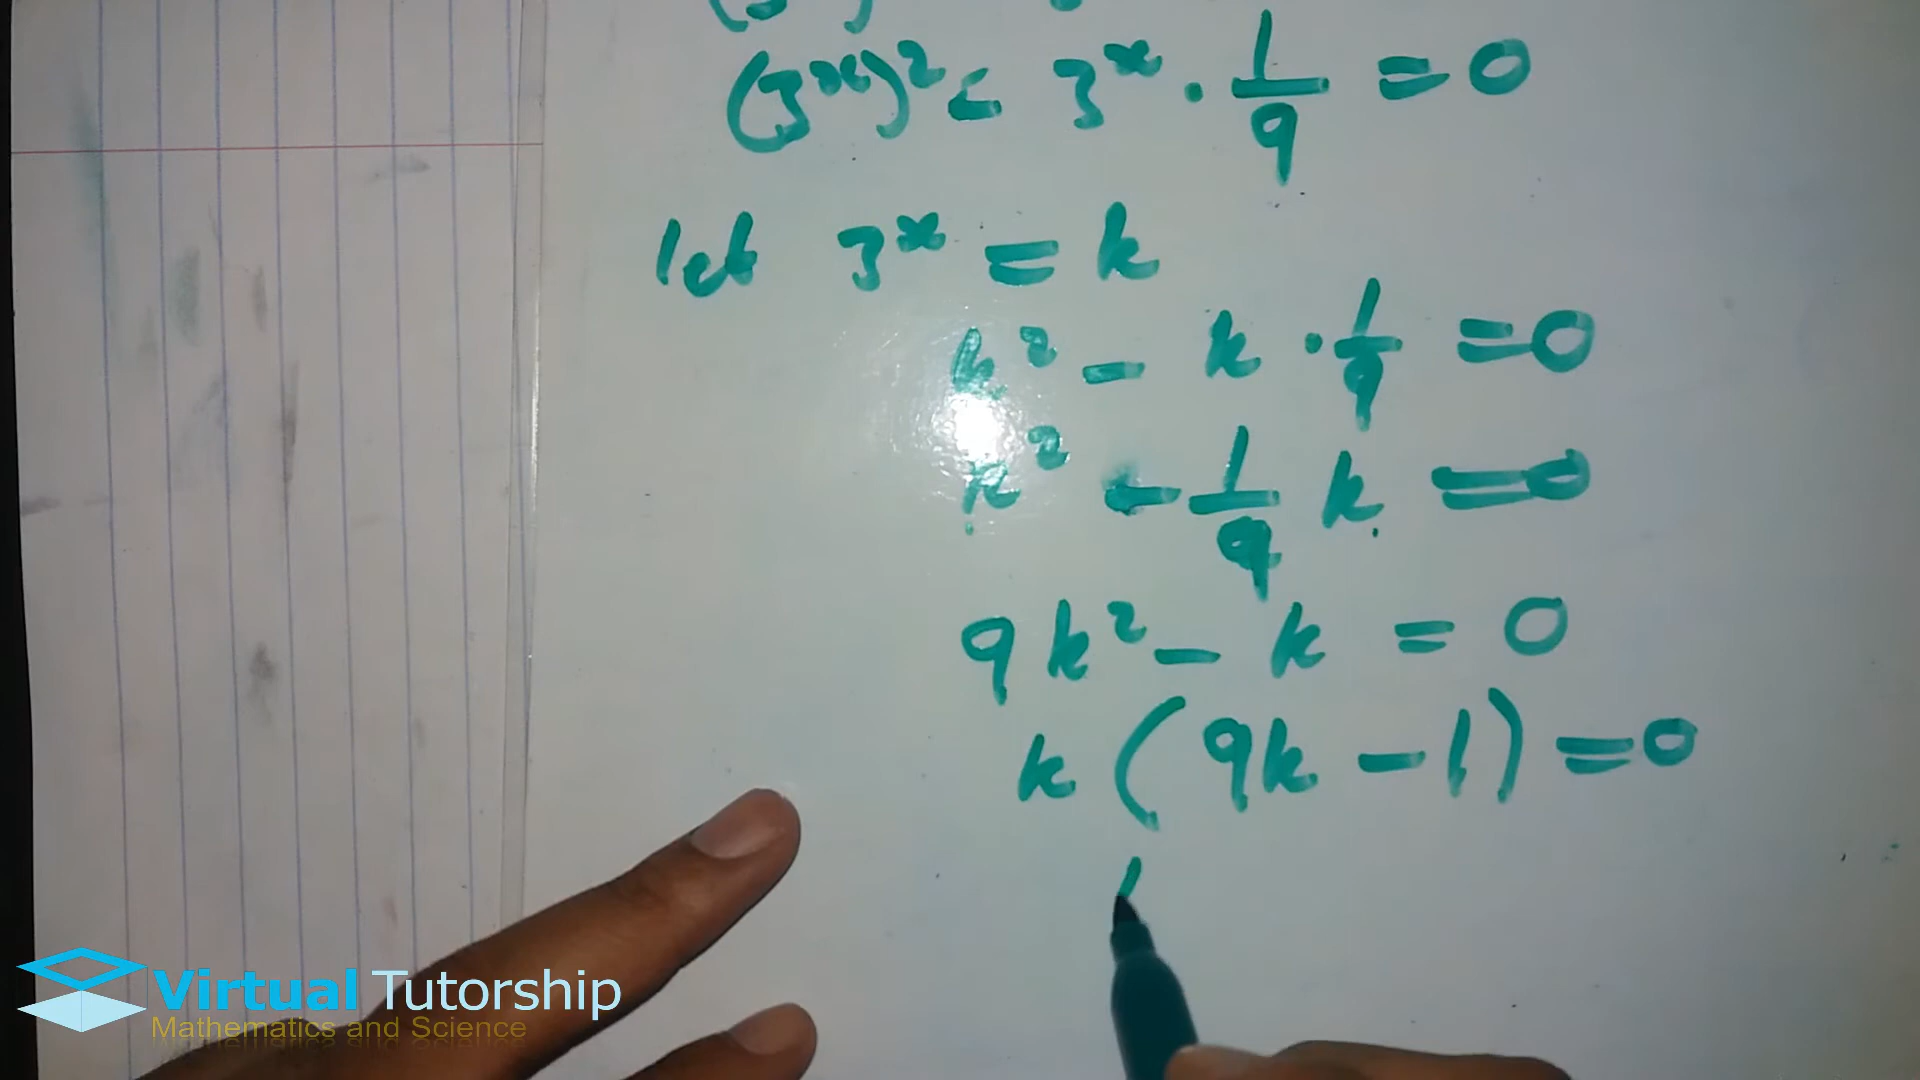 (3ˣ)² - 3ˣ · 1/9 = 0
let 3ˣ = k
k² - k · 1/9 = 0
k² - 1/9 k = 0
9k² - k = 0
k (9k - 1) = 0
Virtual Tutorship
Mathematics and Science